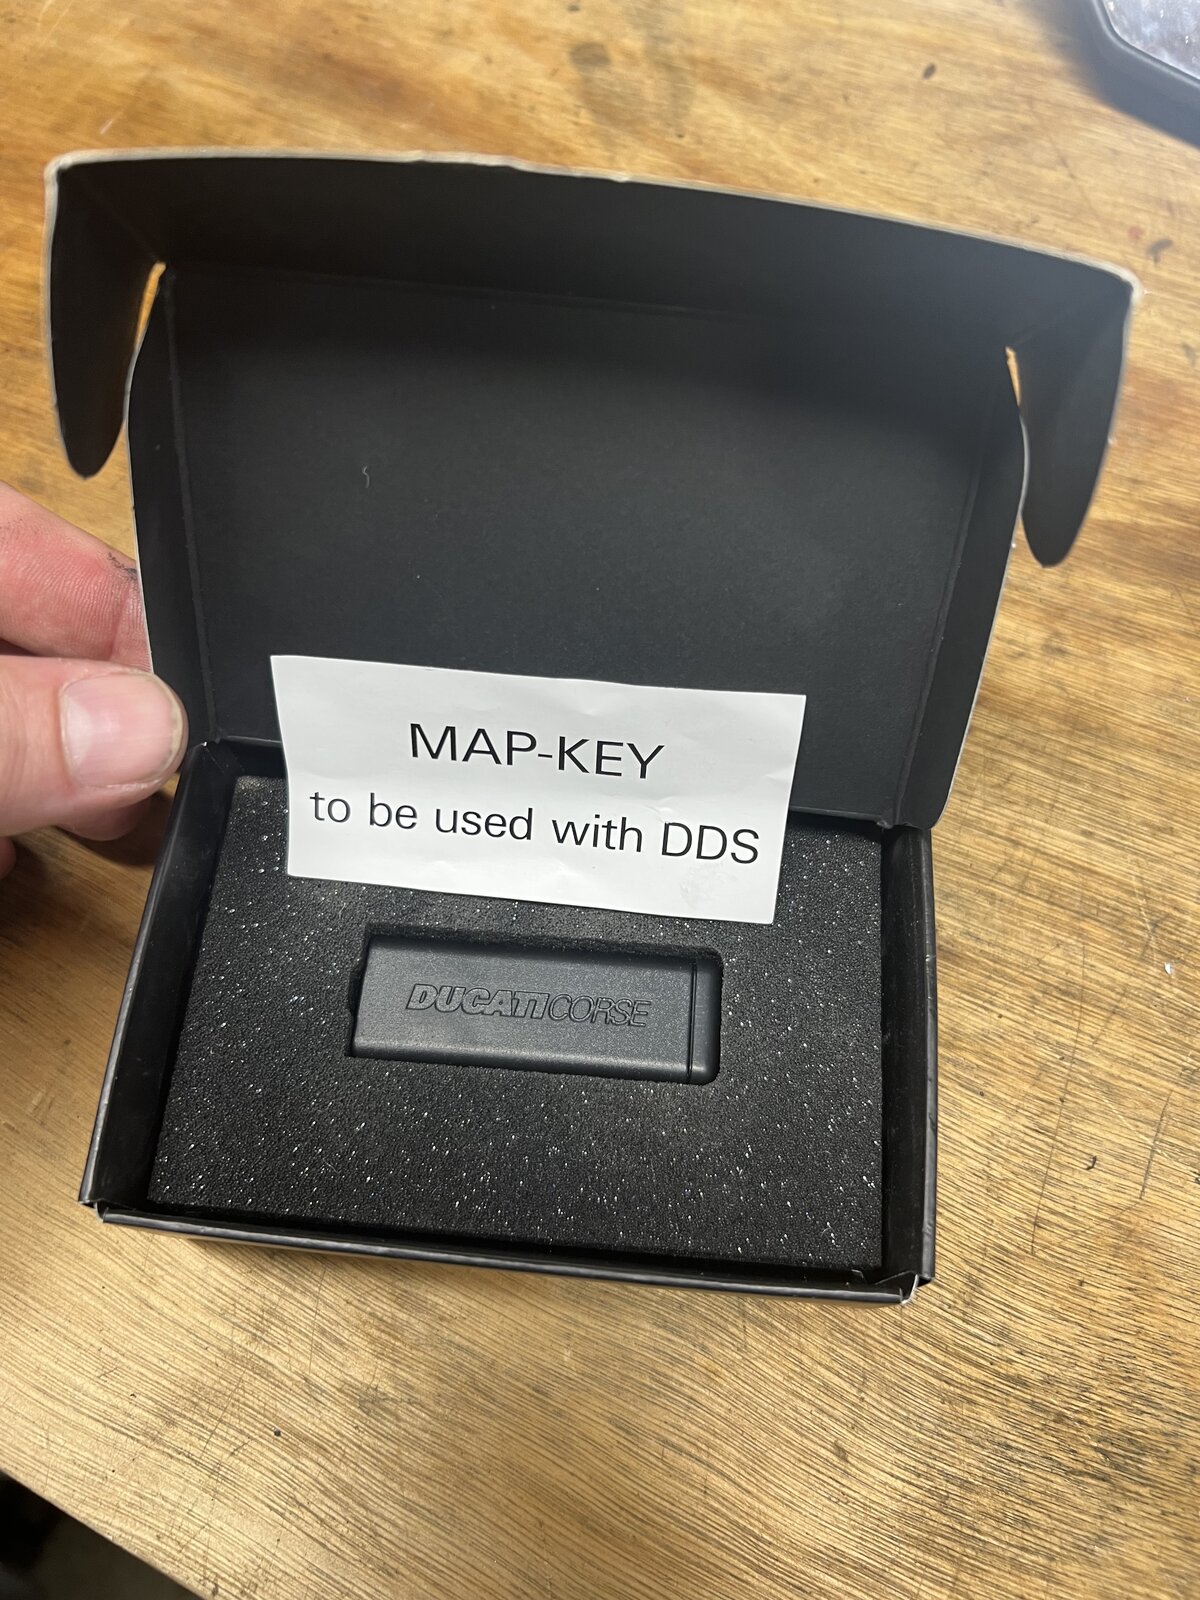 MAP-KEY
to be used with DDS
DUCATICORSE